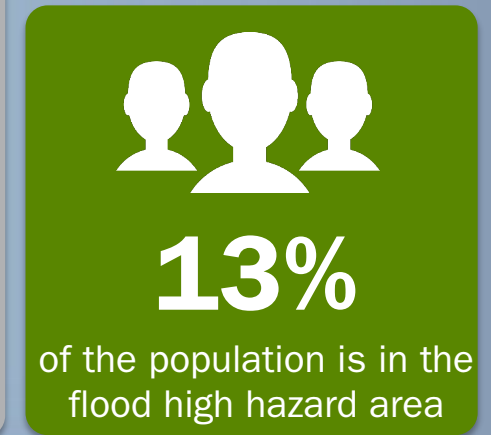 13%
of the population is in the
flood high hazard area